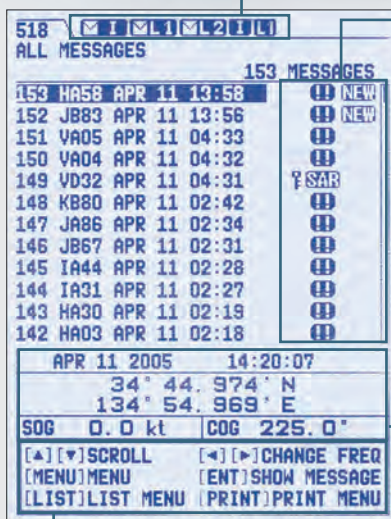 518 I L1 L2 I L1
ALL MESSAGES
153 MESSAGES
153 HA58 APR 11 13:58 NEW
152 JB83 APR 11 13:56 NEW
151 VA05 APR 11 04:33
150 VA04 APR 11 04:32
149 VD32 APR 11 04:31 SAR
148 KB80 APR 11 02:42
147 JA86 APR 11 02:34
146 JB67 APR 11 02:31
145 IA44 APR 11 02:28
144 IA31 APR 11 02:27
143 HA30 APR 11 02:19
142 HA03 APR 11 02:18
APR 11 2005 14:20:07
34° 44. 974' N
134° 54. 969' E
SOG 0.0 kt COG 225.0°
[▲][▼]SCROLL [◄][►]CHANGE FREQ
[MENU]MENU [ENT]SHOW MESSAGE
[LIST]LIST MENU [PRINT]PRINT MENU